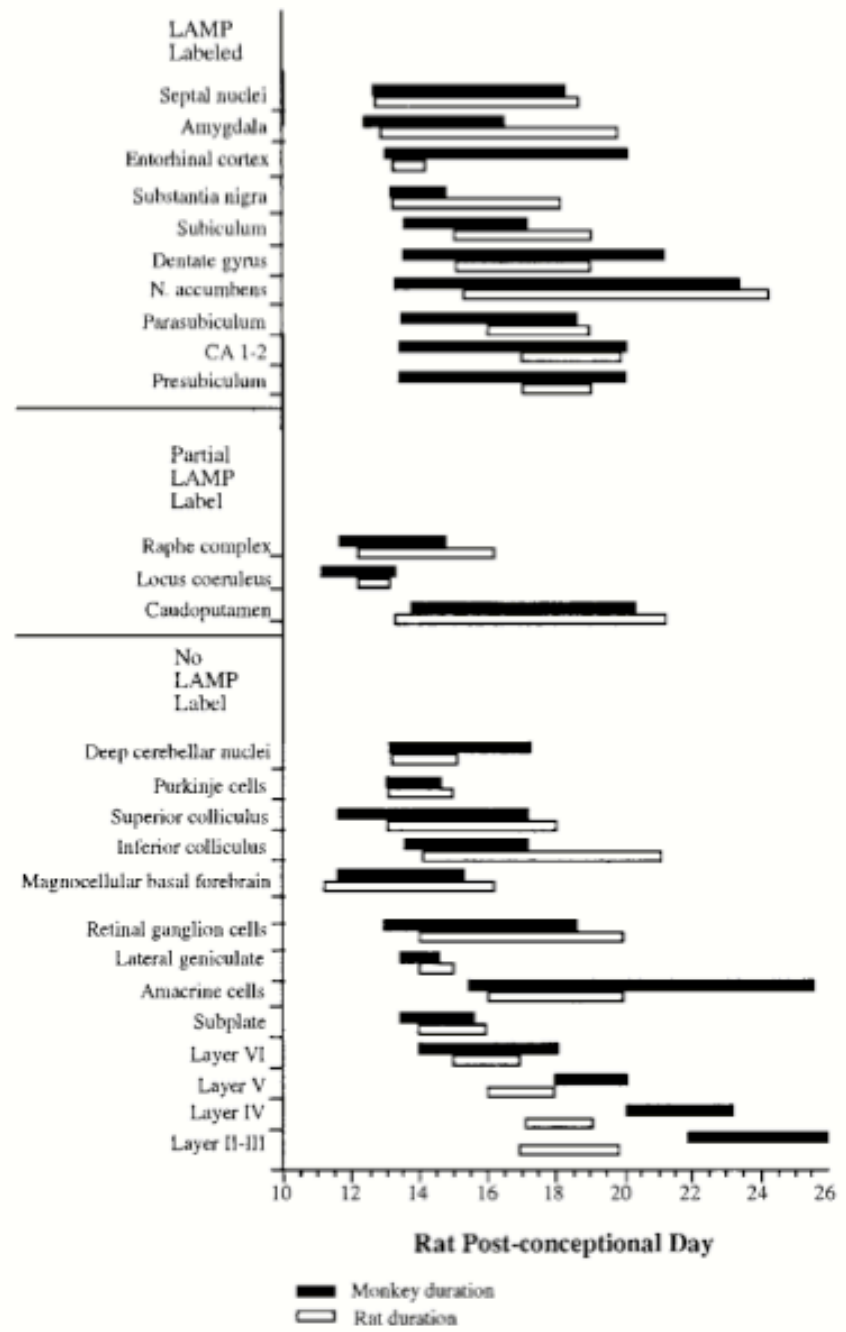 LAMP
Labeled
Septal nuclei
Amygdala
Entorhinal cortex
Substantia nigra
Subiculum
Dentate gyrus
N. accumbens
Parasubiculum
CA 1-2
Presubiculum
Partial
LAMP
Label
Raphe complex
Locus coeruleus
Caudoputamen
No
LAMP
Label
Deep cerebellar nuclei
Purkinje cells
Superior colliculus
Inferior colliculus
Magnocellular basal forebrain
Retinal ganglion cells
Lateral geniculate
Amacrine cells
Subplate
Layer VI
Layer V
Layer IV
Layer II-III
10 12 14 16 18 20 22 24 26
Rat Post-conceptional Day
Monkey duration
Rat duration